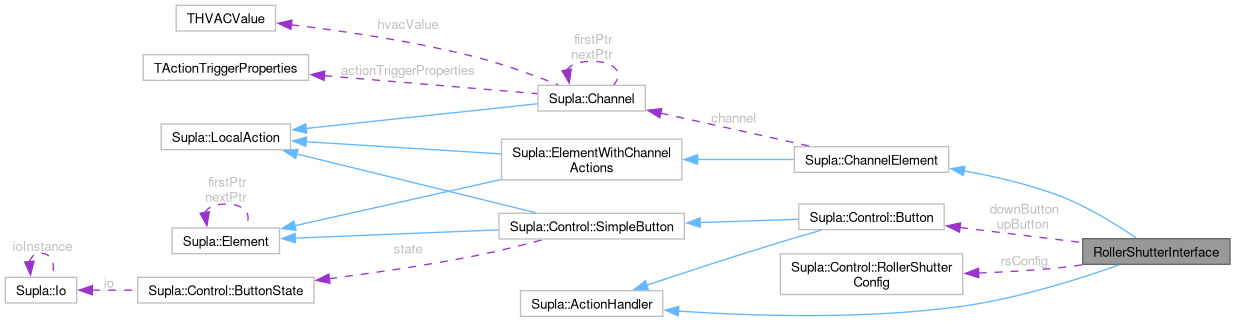 THVACValue
hvacValue
firstPtr
nextPtr
TActionTriggerProperties
actionTriggerProperties
Supla::Channel
channel
Supla::LocalAction
Supla::ElementWithChannel
Actions
Supla::ChannelElement
firstPtr
nextPtr
Supla::Element
Supla::Control::SimpleButton
Supla::Control::Button
downButton
upButton
RollerShutterInterface
ioInstance
state
rsConfig
Supla::Control::RollerShutter
Config
Supla::Io
io
Supla::Control::ButtonState
Supla::ActionHandler